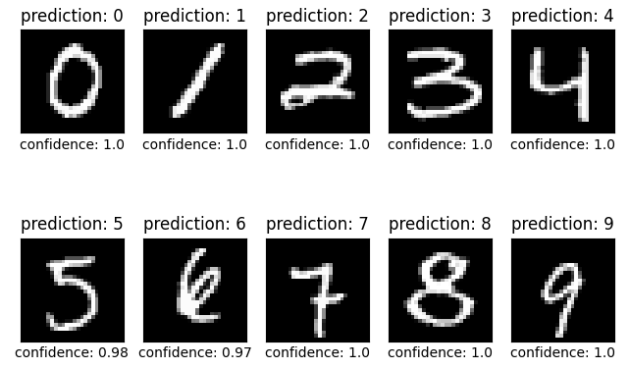 prediction: 0 prediction: 1 prediction: 2 prediction: 3 prediction: 4
0 1 2 3 4
confidence: 1.0 confidence: 1.0 confidence: 1.0 confidence: 1.0 confidence: 1.0
prediction: 5 prediction: 6 prediction: 7 prediction: 8 prediction: 9
5 6 7 8 9
confidence: 0.98 confidence: 0.97 confidence: 1.0 confidence: 1.0 confidence: 1.0